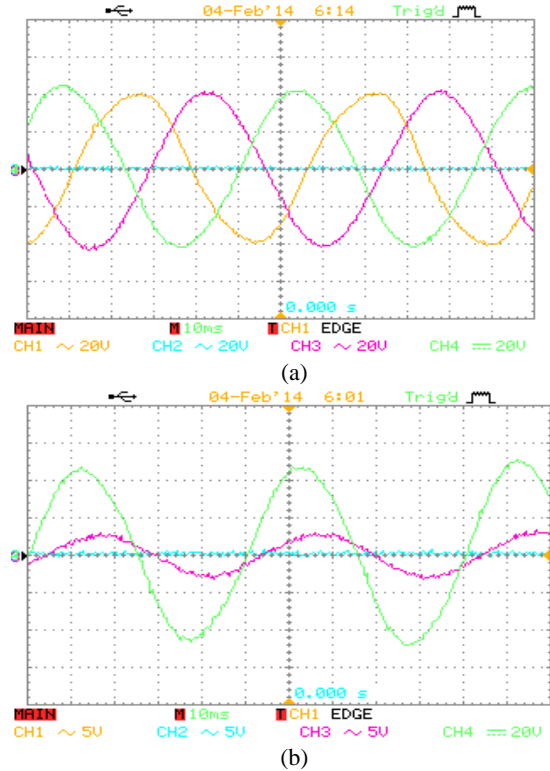 04-Feb'14 6:14 Trig'd
0.000 s
MAIN M 10ms T CH1 EDGE
CH1 ~ 20V CH2 ~ 20V CH3 ~ 20V CH4 ⎓ 20V
(a)
04-Feb'14 6:01 Trig'd
0.000 s
MAIN M 10ms T CH1 EDGE
CH1 ~ 5V CH2 ~ 5V CH3 ~ 5V CH4 ⎓ 20V
(b)